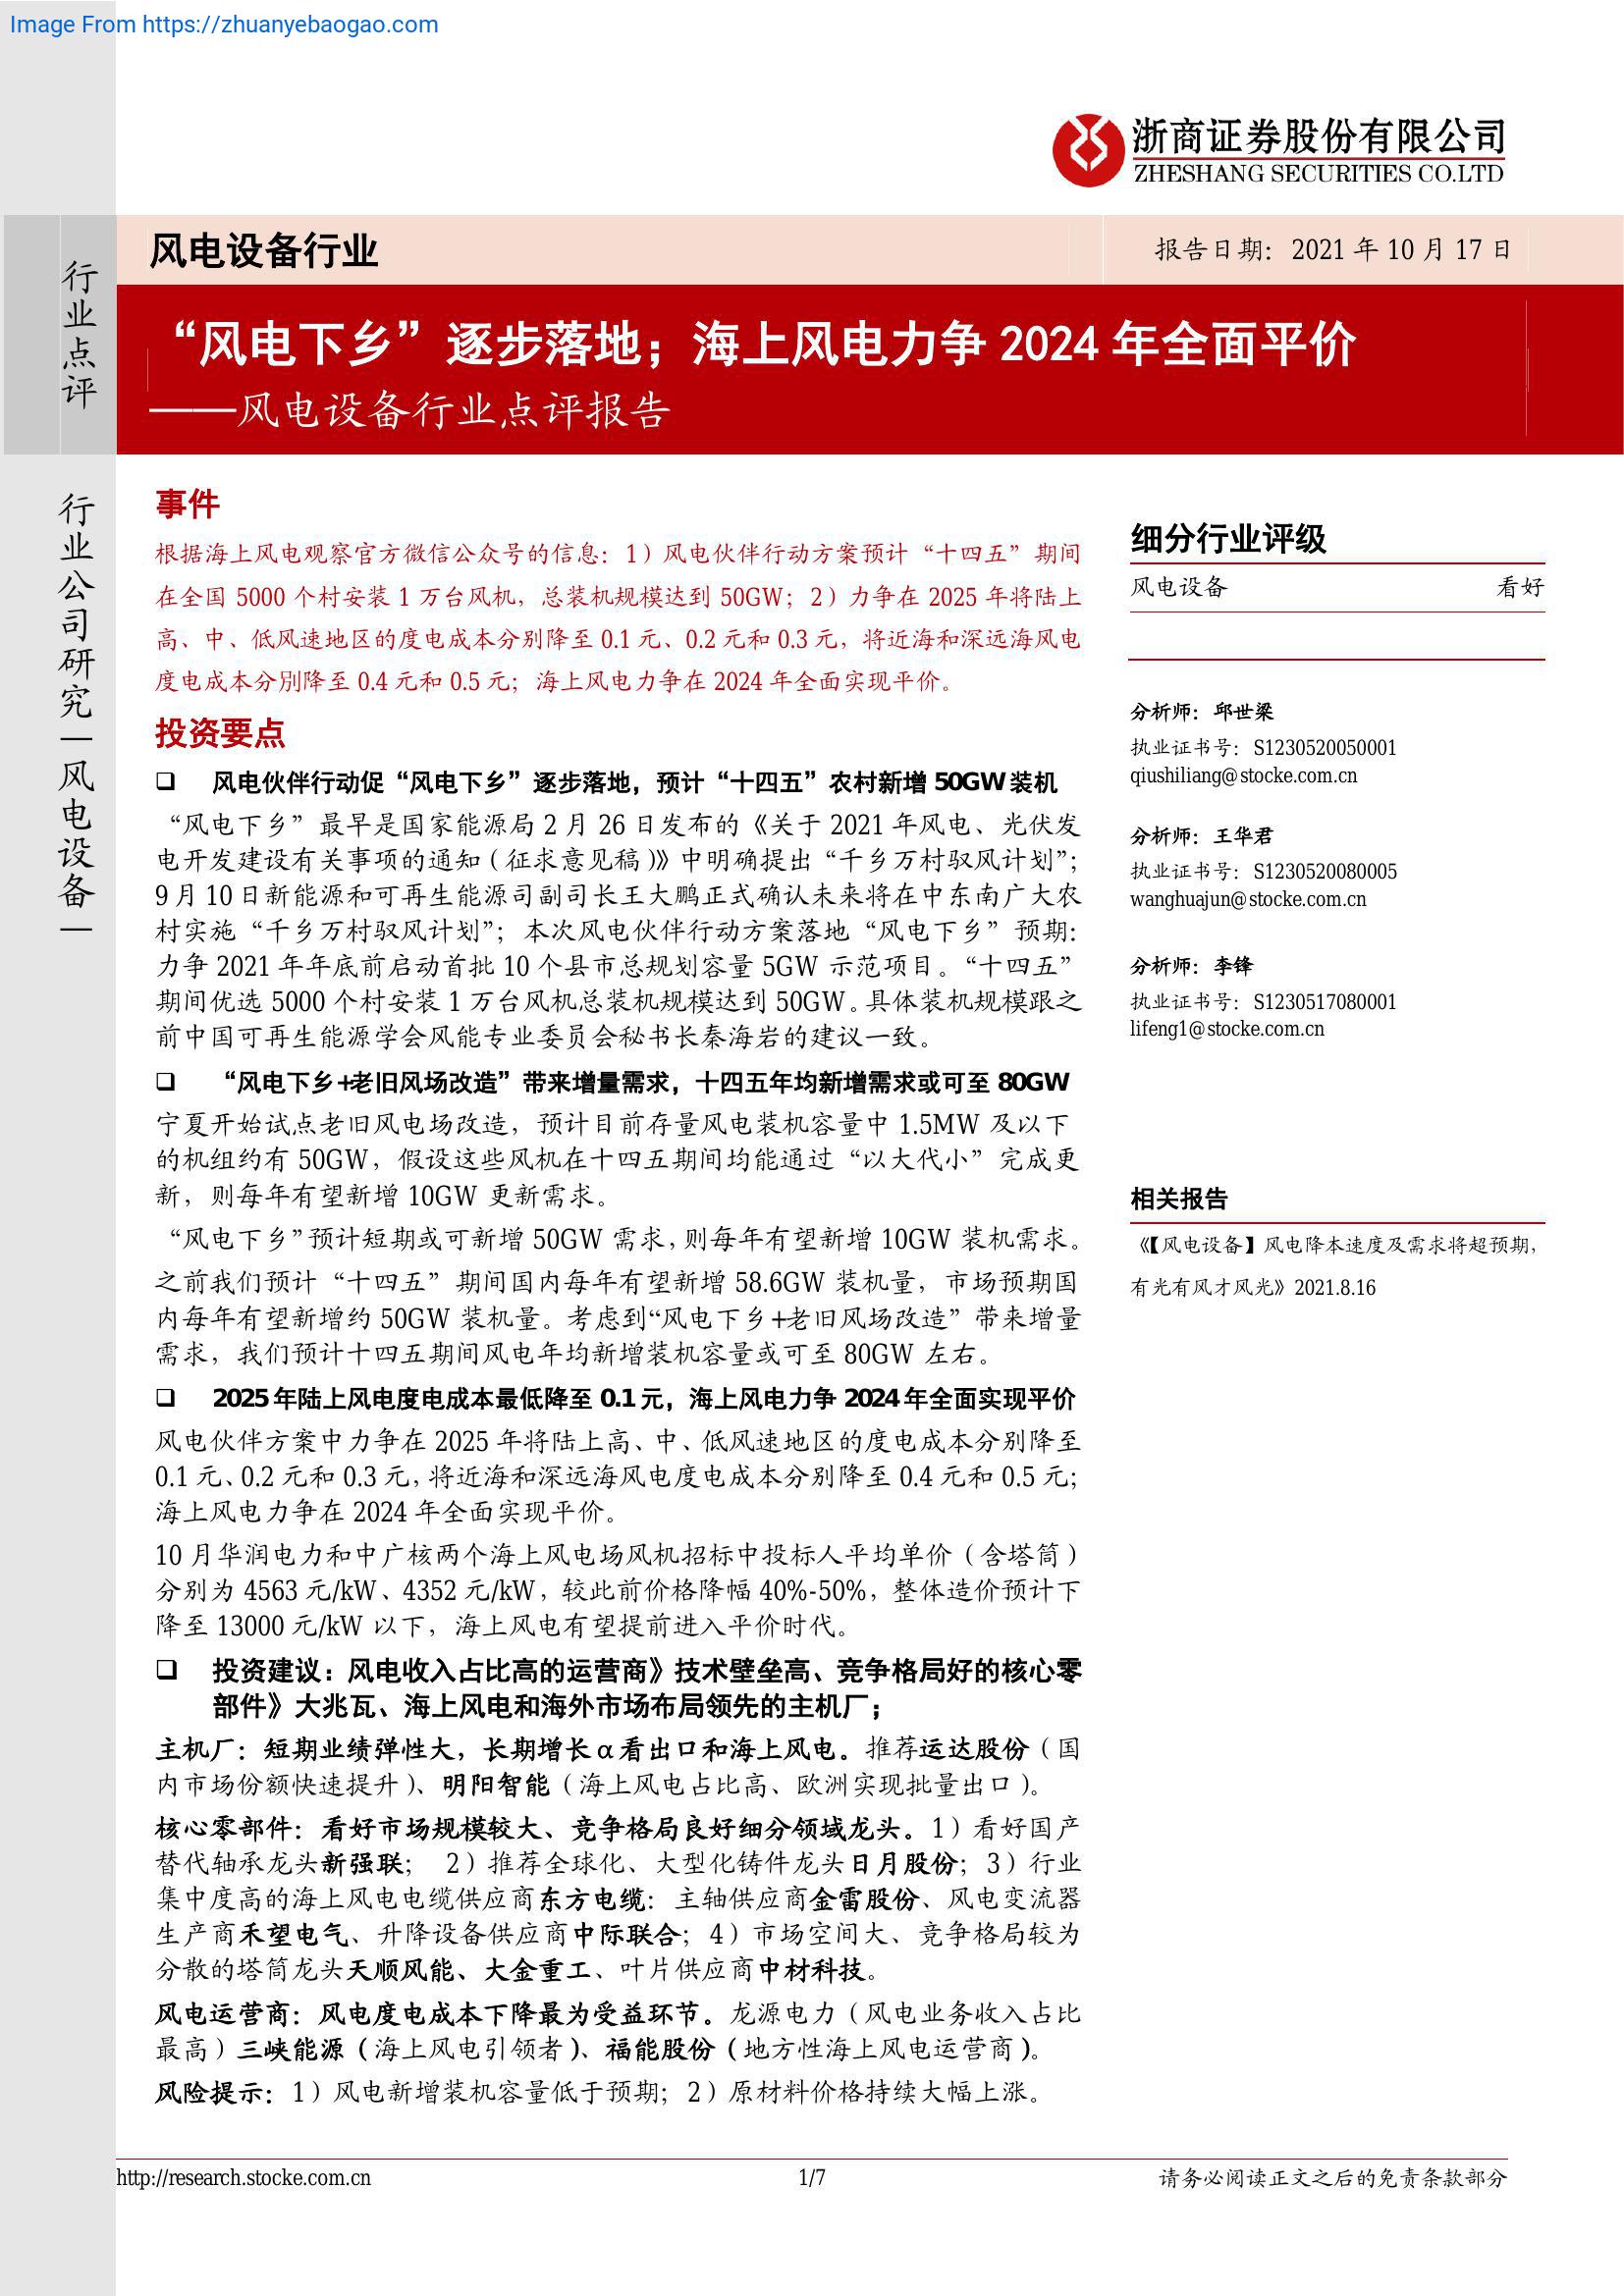 Image From https://zhuanyebaogao.com
浙商证券股份有限公司
ZHESHANG SECURITIES CO.LTD
行业点评
风电设备行业
报告日期：2021 年 10 月 17 日
“风电下乡”逐步落地；海上风电力争 2024 年全面平价
——风电设备行业点评报告
行业公司研究—风电设备—
事件
根据海上风电观察官方微信公众号的信息：1）风电伙伴行动方案预计“十四五”期间
在全国 5000 个村安装 1 万台风机，总装机规模达到 50GW；2）力争在 2025 年将陆上
高、中、低风速地区的度电成本分别降至 0.1 元、0.2 元和 0.3 元，将近海和深远海风电
度电成本分别降至 0.4 元和 0.5 元；海上风电力争在 2024 年全面实现平价。
投资要点
❑ 风电伙伴行动促“风电下乡”逐步落地，预计“十四五”农村新增 50GW 装机
“风电下乡”最早是国家能源局 2 月 26 日发布的《关于 2021 年风电、光伏发
电开发建设有关事项的通知（征求意见稿）》中明确提出“千乡万村驭风计划”；
9 月 10 日新能源和可再生能源司副司长王大鹏正式确认未来将在中东南广大农
村实施“千乡万村驭风计划”；本次风电伙伴行动方案落地“风电下乡”预期：
力争 2021 年年底前启动首批 10 个县市总规划容量 5GW 示范项目。“十四五”
期间优选 5000 个村安装 1 万台风机总装机规模达到 50GW。具体装机规模跟之
前中国可再生能源学会风能专业委员会秘书长秦海岩的建议一致。
❑ “风电下乡+老旧风场改造”带来增量需求，十四五年均新增需求或可至 80GW
宁夏开始试点老旧风电场改造，预计目前存量风电装机容量中 1.5MW 及以下
的机组约有 50GW，假设这些风机在十四五期间均能通过“以大代小”完成更
新，则每年有望新增 10GW 更新需求。
“风电下乡”预计短期或可新增 50GW 需求，则每年有望新增 10GW 装机需求。
之前我们预计“十四五”期间国内每年有望新增 58.6GW 装机量，市场预期国
内每年有望新增约 50GW 装机量。考虑到“风电下乡+老旧风场改造”带来增量
需求，我们预计十四五期间风电年均新增装机容量或可至 80GW 左右。
❑ 2025 年陆上风电度电成本最低降至 0.1 元，海上风电力争 2024 年全面实现平价
风电伙伴方案中力争在 2025 年将陆上高、中、低风速地区的度电成本分别降至
0.1 元、0.2 元和 0.3 元，将近海和深远海风电度电成本分别降至 0.4 元和 0.5 元；
海上风电力争在 2024 年全面实现平价。
10 月华润电力和中广核两个海上风电场风机招标中投标人平均单价（含塔筒）
分别为 4563 元/kW、4352 元/kW，较此前价格降幅 40%-50%，整体造价预计下
降至 13000 元/kW 以下，海上风电有望提前进入平价时代。
❑ 投资建议：风电收入占比高的运营商》技术壁垒高、竞争格局好的核心零
部件》大兆瓦、海上风电和海外市场布局领先的主机厂；
主机厂：短期业绩弹性大，长期增长 α 看出口和海上风电。推荐运达股份（国
内市场份额快速提升）、明阳智能（海上风电占比高、欧洲实现批量出口）。
核心零部件：看好市场规模较大、竞争格局良好细分领域龙头。1）看好国产
替代轴承龙头新强联； 2）推荐全球化、大型化铸件龙头日月股份；3）行业
集中度高的海上风电电缆供应商东方电缆：主轴供应商金雷股份、风电变流器
生产商禾望电气、升降设备供应商中际联合；4）市场空间大、竞争格局较为
分散的塔筒龙头天顺风能、大金重工、叶片供应商中材科技。
风电运营商：风电度电成本下降最为受益环节。龙源电力（风电业务收入占比
最高）三峡能源（海上风电引领者）、福能股份（地方性海上风电运营商）。
风险提示：1）风电新增装机容量低于预期；2）原材料价格持续大幅上涨。
细分行业评级
风电设备 看好
分析师：邱世梁
执业证书号：S1230520050001
qiushiliang@stocke.com.cn
分析师：王华君
执业证书号：S1230520080005
wanghuajun@stocke.com.cn
分析师：李锋
执业证书号：S1230517080001
lifeng1@stocke.com.cn
相关报告
《【风电设备】风电降本速度及需求将超预期，
有光有风才风光》2021.8.16
http://research.stocke.com.cn
1/7
请务必阅读正文之后的免责条款部分